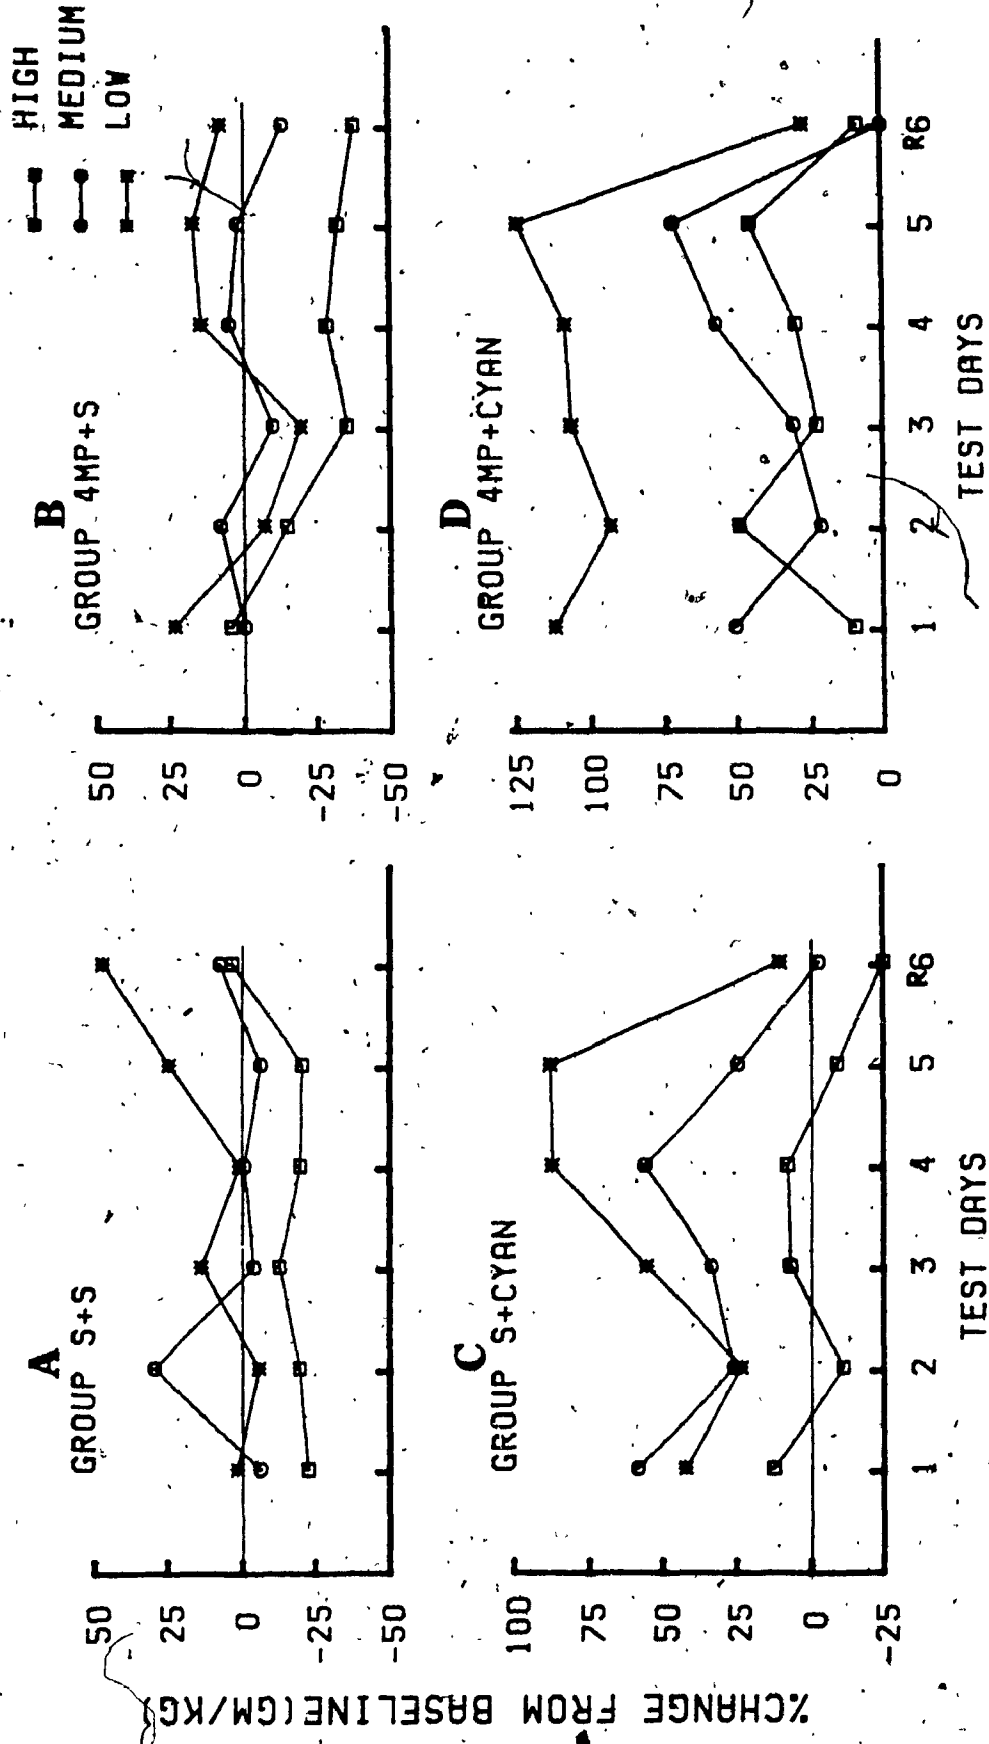 HIGH
MEDIUM
LOW
A
GROUP S+S
50
25
0
-25
-50
B
GROUP 4MP+S
50
25
0
-25
-50
%CHANGE FROM BASELINE(GM/KG)
C
GROUP S+CYAN
100
75
50
25
0
-25
1 2 3 4 5 R6
TEST DAYS
D
GROUP 4MP+CYAN
125
100
75
50
25
0
1 2 3 4 5 R6
TEST DAYS